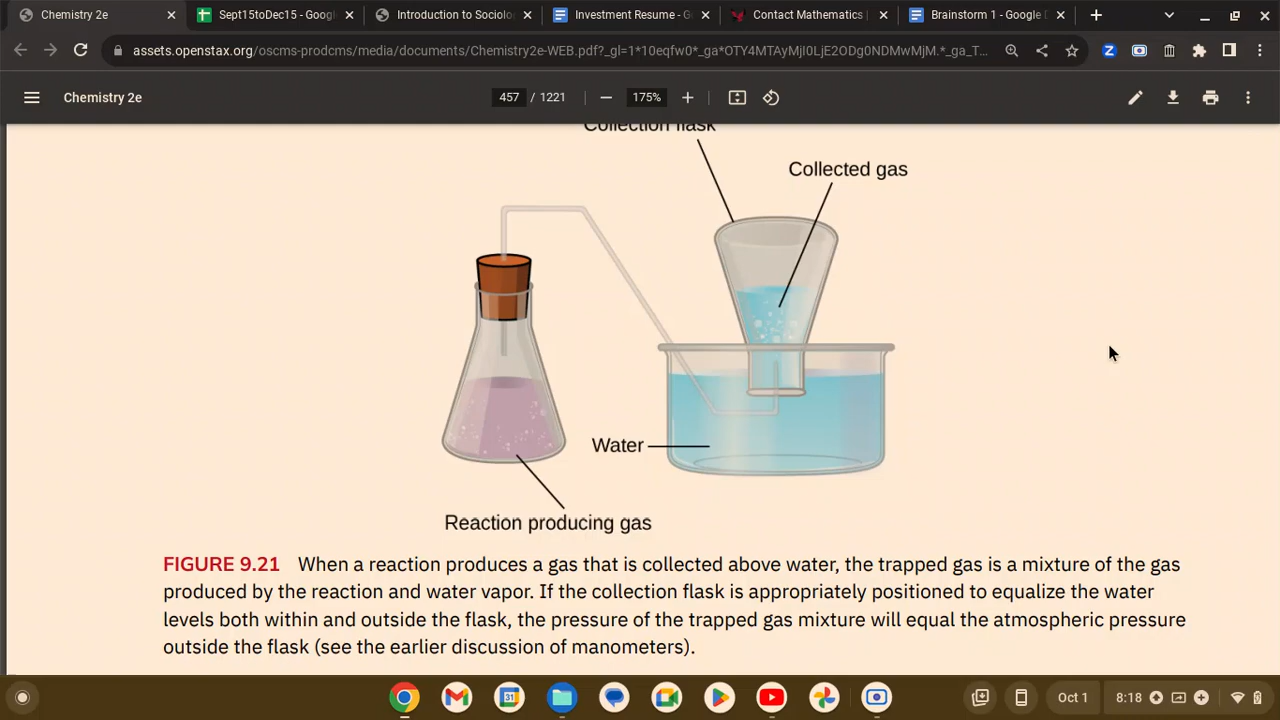 Chemistry 2e
Sept15toDec15 - Googl
Introduction to Sociolo
Investment Resume - G
Contact Mathematics
Brainstorm 1 - Google D
assets.openstax.org/oscms-prodcms/media/documents/Chemistry2e-WEB.pdf?_gl=1*10eqfw0*_ga*OTY4MTAyMjI0LjE2ODg0NDMwMjM.*_ga_T...
Chemistry 2e
457 / 1221
175%
Collection flask
Collected gas
Water
Reaction producing gas
FIGURE 9.21 When a reaction produces a gas that is collected above water, the trapped gas is a mixture of the gas
produced by the reaction and water vapor. If the collection flask is appropriately positioned to equalize the water
levels both within and outside the flask, the pressure of the trapped gas mixture will equal the atmospheric pressure
outside the flask (see the earlier discussion of manometers).
31
Oct 1
8:18